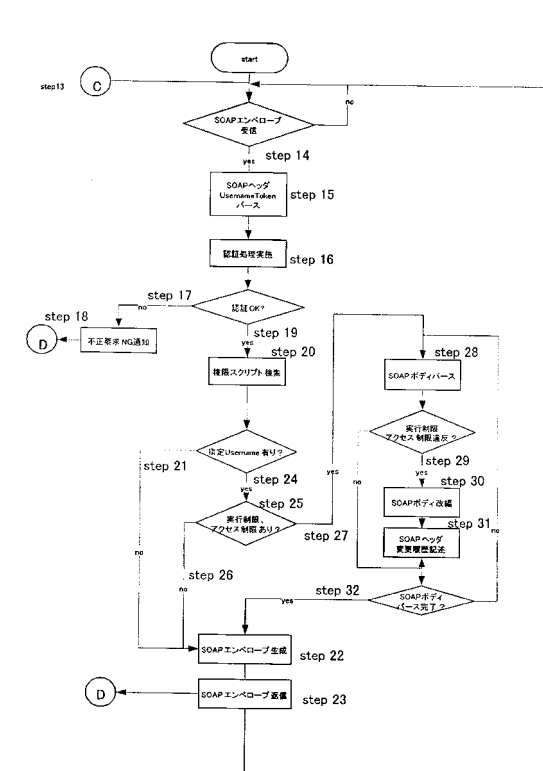 start
step13
C
no
SOAPエンベロープ
受信
step 14
yes
SOAPヘッダ
UsernameToken
パース
step 15
認証処理実施
step 16
step 17
no
認証OK?
step 18
D
不正要求NG通知
step 19
yes
step 20
権限スクリプト検索
step 28
SOAPボディパース
指定Username有り?
実行制限
アクセス制限違反?
step 21
step 24
yes
step 25
実行制限、
アクセス制限あり?
yes
step 27
no
step 29
yes
step 30
SOAPボディ改編
step 31
SOAPヘッダ
変更履歴記述
no
no
step 26
no
step 32
yes
SOAPボディ
パース完了?
SOAPエンベロープ生成
step 22
D
SOAPエンベロープ返信
step 23